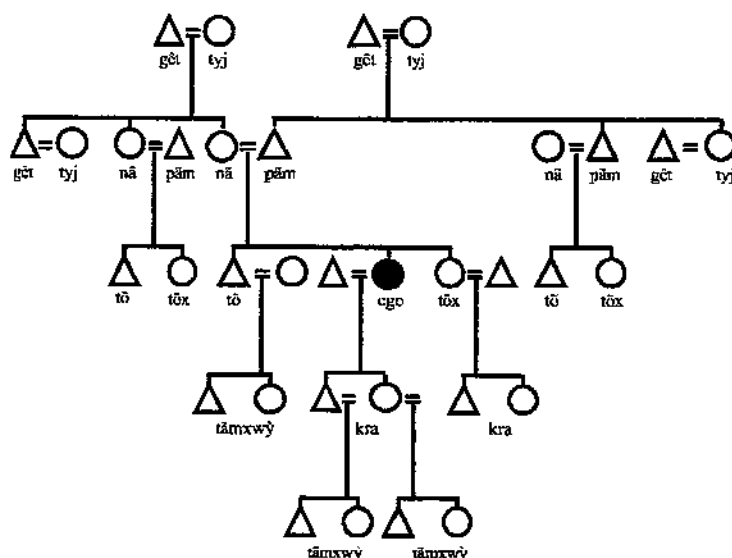 gêt tyj gêt tyj
gêt tyj nã pãm nã pãm nã pãm gêt tyj
tõ tõx tõ ego tõx tõ tõx
tãmxwỳ kra kra
tãmxwỳ tãmxwỳ